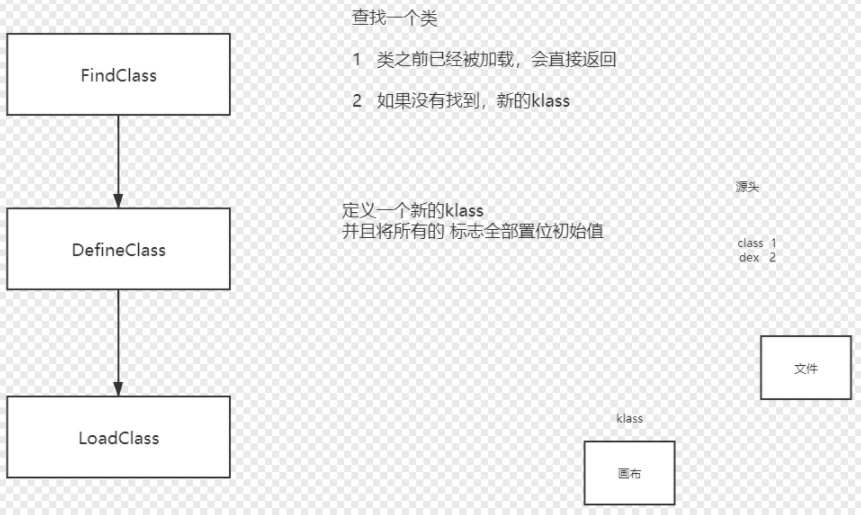 查找一个类
FindClass
1 类之前已经被加载，会直接返回
2 如果没有找到，新的klass
源头
定义一个新的klass
并且将所有的 标志全部置位初始值
DefineClass
class 1
dex 2
文件
klass
LoadClass
画布